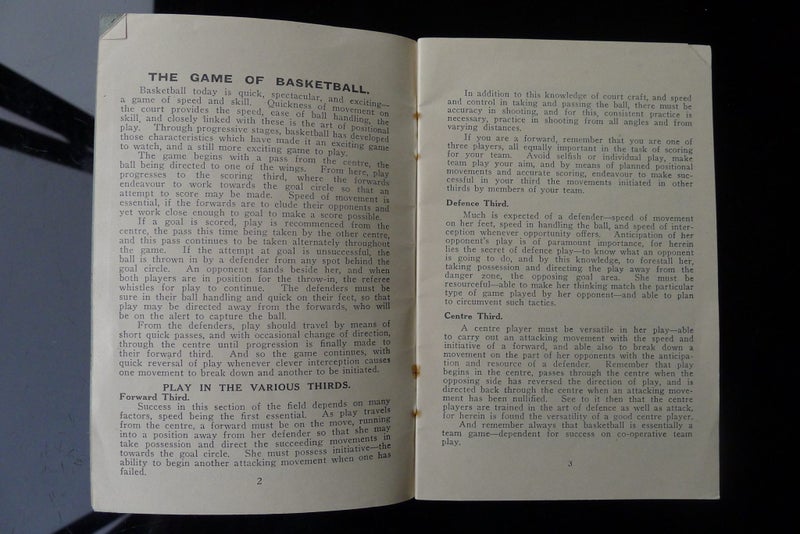 THE GAME OF BASKETBALL.
Basketball today is quick, spectacular, and exciting—
a game of speed and skill. Quickness of movement on
the court provides the speed, ease of ball handling, the
skill, and closely linked with these is the art of positional
play. Through progressive stages, basketball has developed
those characteristics which have made it an exciting game
to watch, and a still more exciting game to play.
The game begins with a pass from the centre, the
ball being directed to one of the wings. From here, play
progresses to the scoring third, where the forwards
endeavour to work towards the goal circle so that an
attempt to score may be made. Speed of movement is
essential, if the forwards are to elude their opponents and
yet work close enough to goal to make a score possible.
If a goal is scored, play is recommenced from the
centre, the pass this time being taken by the other centre,
and this pass continues to be taken alternately throughout
the game. If the attempt at goal is unsuccessful, the
ball is thrown in by a defender from any spot behind the
goal circle. An opponent stands beside her, and when
both players are in position for the throw-in, the referee
whistles for play to continue. The defenders must be
sure in their ball handling and quick on their feet, so that
play may be directed away from the forwards, who will
be on the alert to capture the ball.
From the defenders, play should travel by means of
short quick passes, and with occasional change of direction,
through the centre until progression is finally made to
their forward third. And so the game continues, with
quick reversal of play whenever clever interception causes
one movement to break down and another to be initiated.
PLAY IN THE VARIOUS THIRDS.
Forward Third.
Success in this section of the field depends on many
factors, speed being the first essential. As play travels
from the centre, a forward must be on the move, running
into a position away from her defender so that she may
take possession and direct the succeeding movements in
towards the goal circle. She must possess initiative—the
ability to begin another attacking movement when one has
failed.
2
In addition to this knowledge of court craft, and speed
and control in taking and passing the ball, there must be
accuracy in shooting, and for this, consistent practice is
necessary, practice in shooting from all angles and from
varying distances.
If you are a forward, remember that you are one of
three players, all equally important in the task of scoring
for your team. Avoid selfish or individual play, make
team play your aim, and by means of planned positional
movements and accurate scoring, endeavour to make suc-
cessful in your third the movements initiated in other
thirds by members of your team.
Defence Third.
Much is expected of a defender—speed of movement
on her feet, speed in handling the ball, and speed of inter-
ception whenever opportunity offers. Anticipation of her
opponent's play is of paramount importance, for herein
lies the secret of defence play—to know what an opponent
is going to do, and by this knowledge, to forestall her,
taking possession and directing the play away from the
danger zone, the opposing goal area. She must be
resourceful—able to make her thinking match the particular
type of game played by her opponent—and able to plan
to circumvent such tactics.
Centre Third.
A centre player must be versatile in her play—able
to carry out an attacking movement with the speed and
initiative of a forward, and able also to break down a
movement on the part of her opponents with the anticipa-
tion and resource of a defender. Remember that play
begins in the centre, passes through the centre when the
opposing side has reversed the direction of play, and is
directed back through the centre when an attacking move-
ment has been nullified. See to it then that the centre
players are trained in the art of defence as well as attack,
for herein is found the versatility of a good centre player.
And remember always that basketball is essentially a
team game—dependent for success on co-operative team
play.
3